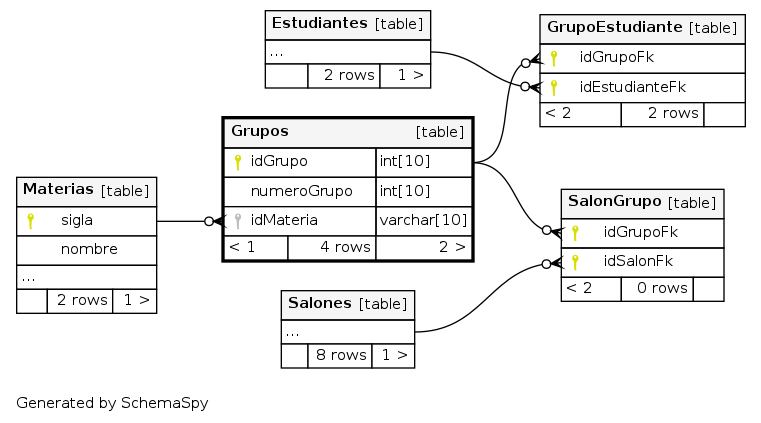 Estudiantes [table]
...
2 rows 1 >
GrupoEstudiante [table]
idGrupoFk
idEstudianteFk
< 2 2 rows
Grupos [table]
idGrupo int[10]
numeroGrupo int[10]
idMateria varchar[10]
< 1 4 rows 2 >
Materias [table]
sigla
nombre
...
2 rows 1 >
SalonGrupo [table]
idGrupoFk
idSalonFk
< 2 0 rows
Salones [table]
...
8 rows 1 >
Generated by SchemaSpy